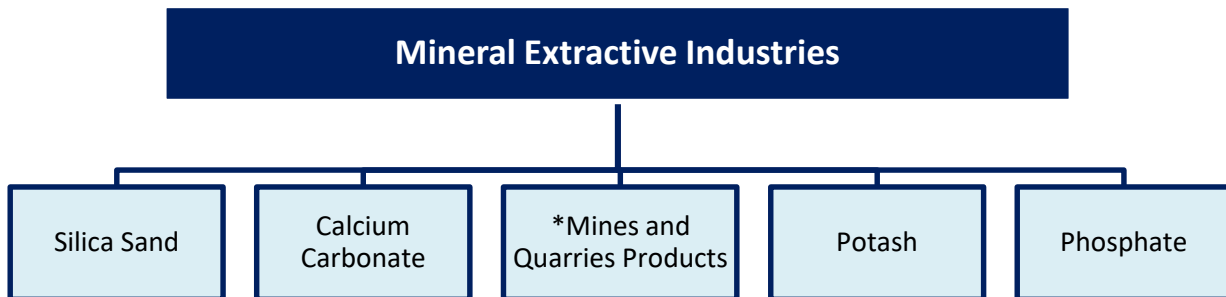 Mineral Extractive Industries
Silica Sand
Calcium
Carbonate
*Mines and
Quarries Products
Potash
Phosphate